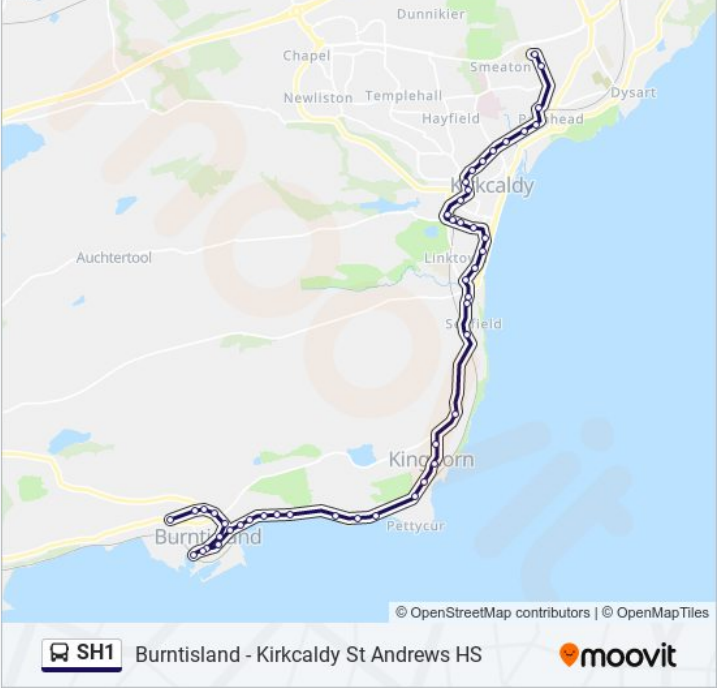 Dunnikier
Chapel
Smeaton
Newliston
Templehall
Dysart
Hayfield
Pathhead
Kirkcaldy
Auchtertool
Linktown
Seafield
Kinghorn
Pettycur
Burntisland
© OpenStreetMap contributors | © OpenMapTiles
SH1
Burntisland - Kirkcaldy St Andrews HS
moovit